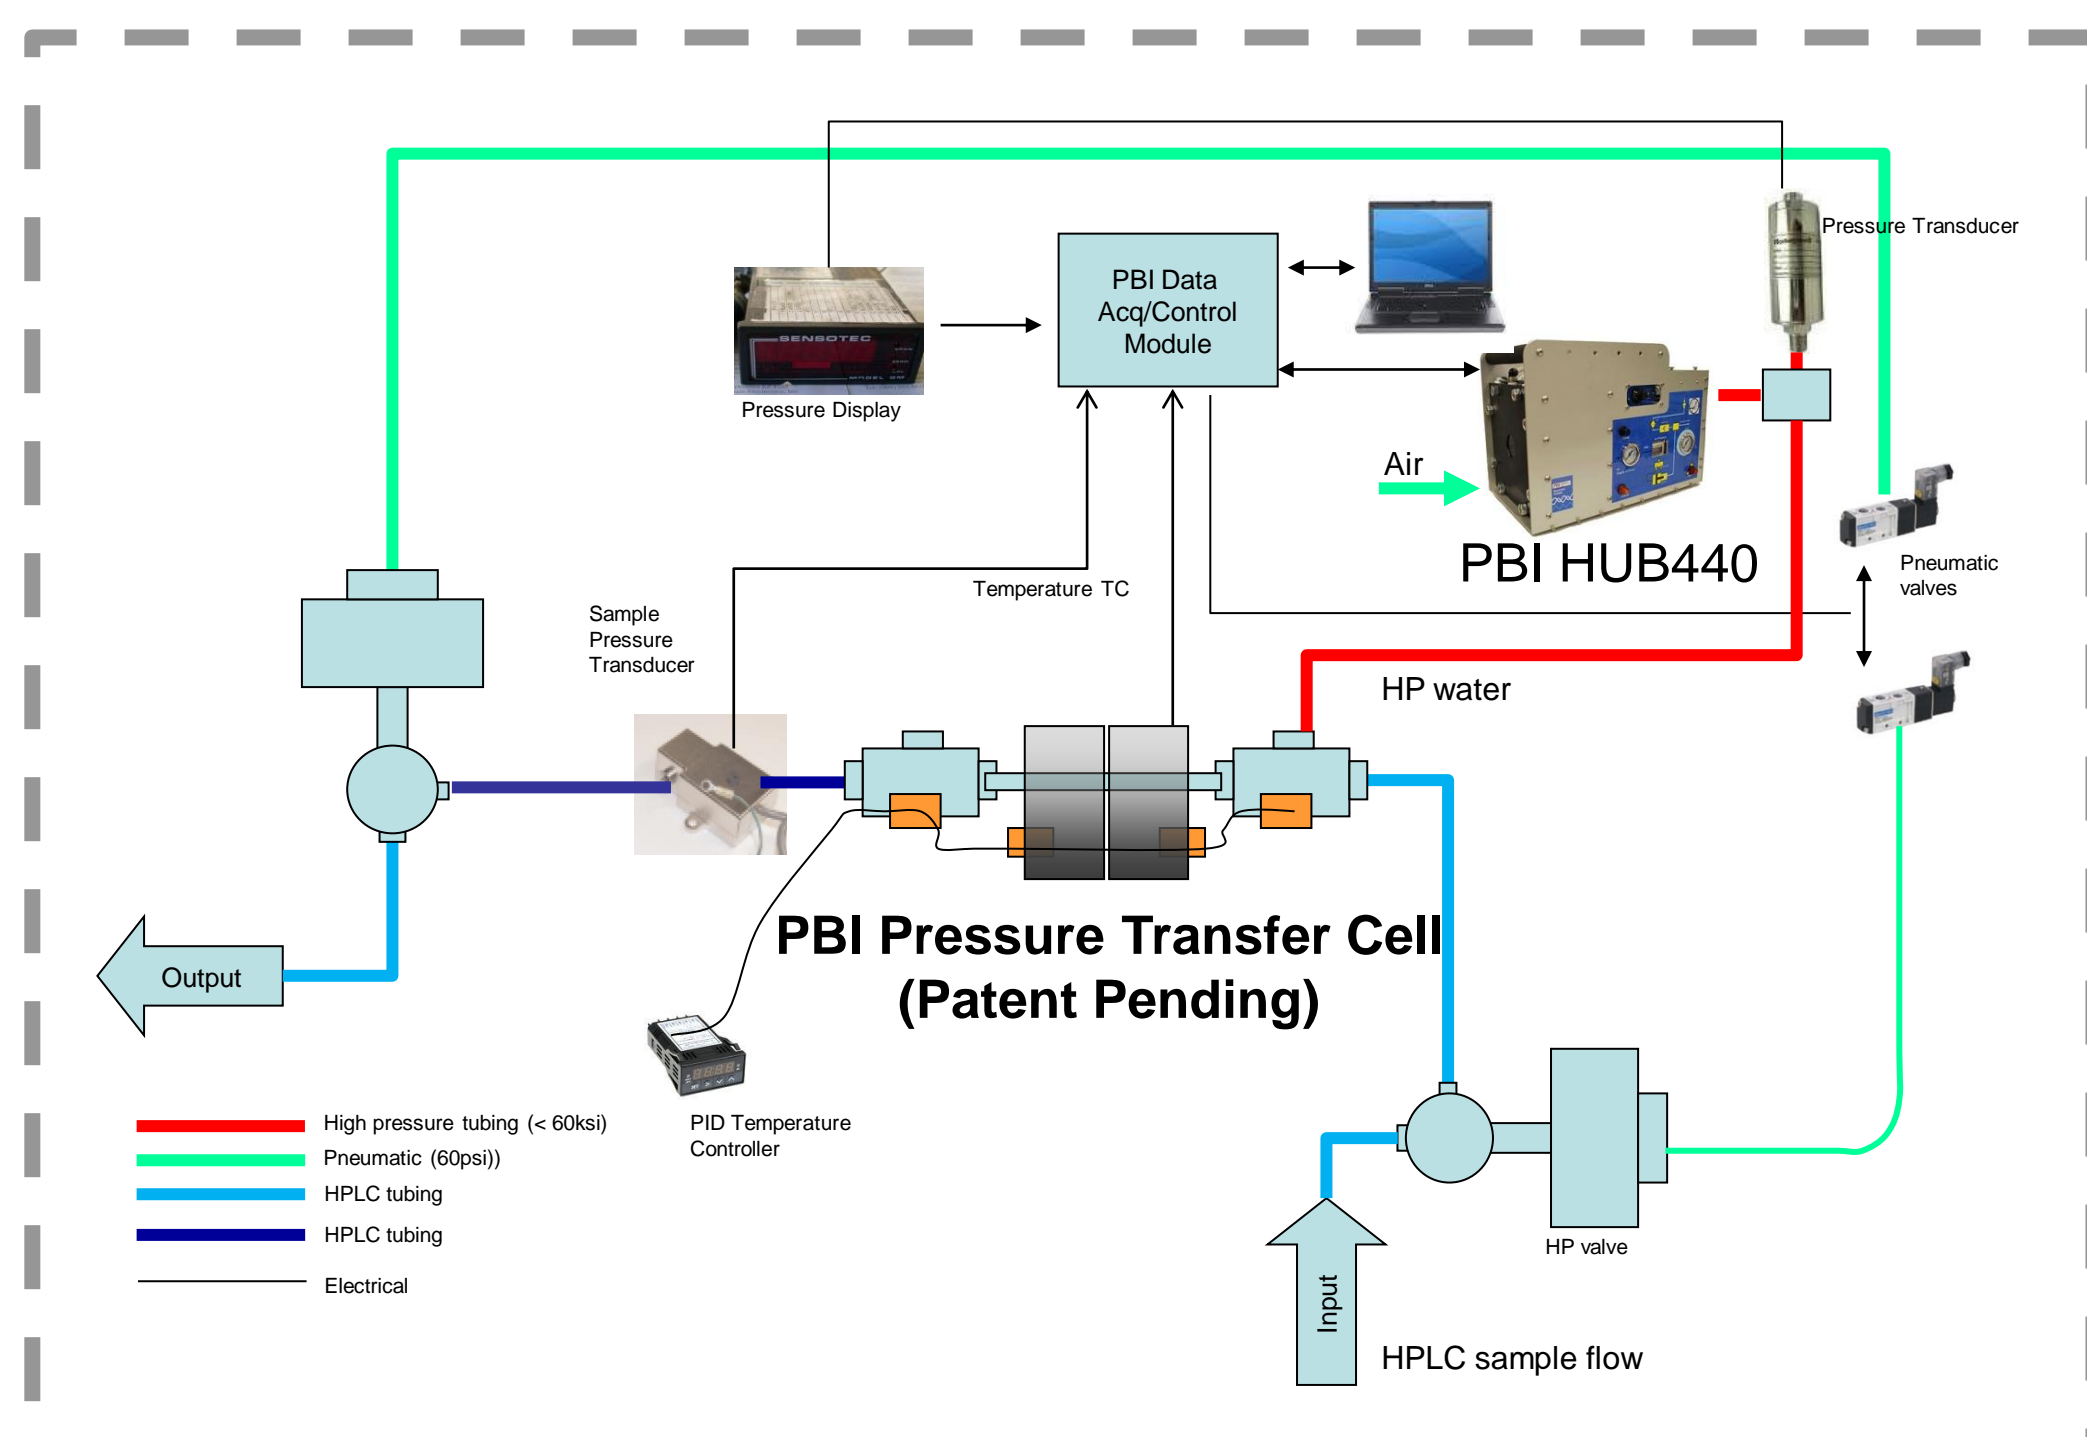 Pressure Transducer
PBI Data
Acq/Control
Module
SENSOTEC
Pressure Display
Air
PBI HUB440
Pneumatic
valves
Temperature TC
Sample
Pressure
Transducer
HP water
PBI Pressure Transfer Cell
(Patent Pending)
Output
PID Temperature
Controller
High pressure tubing (< 60ksi)
Pneumatic (60psi))
HPLC tubing
HPLC tubing
Electrical
HP valve
Input
HPLC sample flow